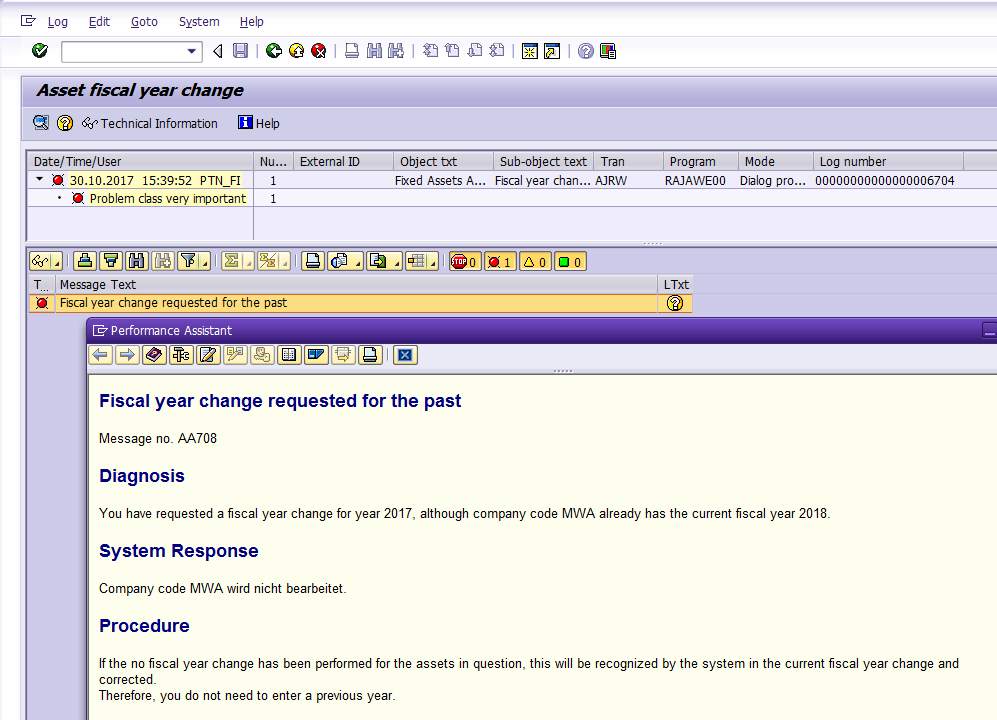 Log Edit Goto System Help
Asset fiscal year change
Technical Information Help
Date/Time/User Nu... External ID Object txt Sub-object text Tran Program Mode Log number
30.10.2017 15:39:52 PTN_FI 1 Fixed Assets A... Fiscal year chan... AJRW RAJAWE00 Dialog pro... 00000000000000006704
Problem class very important 1
STOP 0 1 0 0
T... Message Text LTxt
Fiscal year change requested for the past
Performance Assistant
Fiscal year change requested for the past
Message no. AA708
Diagnosis
You have requested a fiscal year change for year 2017, although company code MWA already has the current fiscal year 2018.
System Response
Company code MWA wird nicht bearbeitet.
Procedure
If the no fiscal year change has been performed for the assets in question, this will be recognized by the system in the current fiscal year change and
corrected.
Therefore, you do not need to enter a previous year.